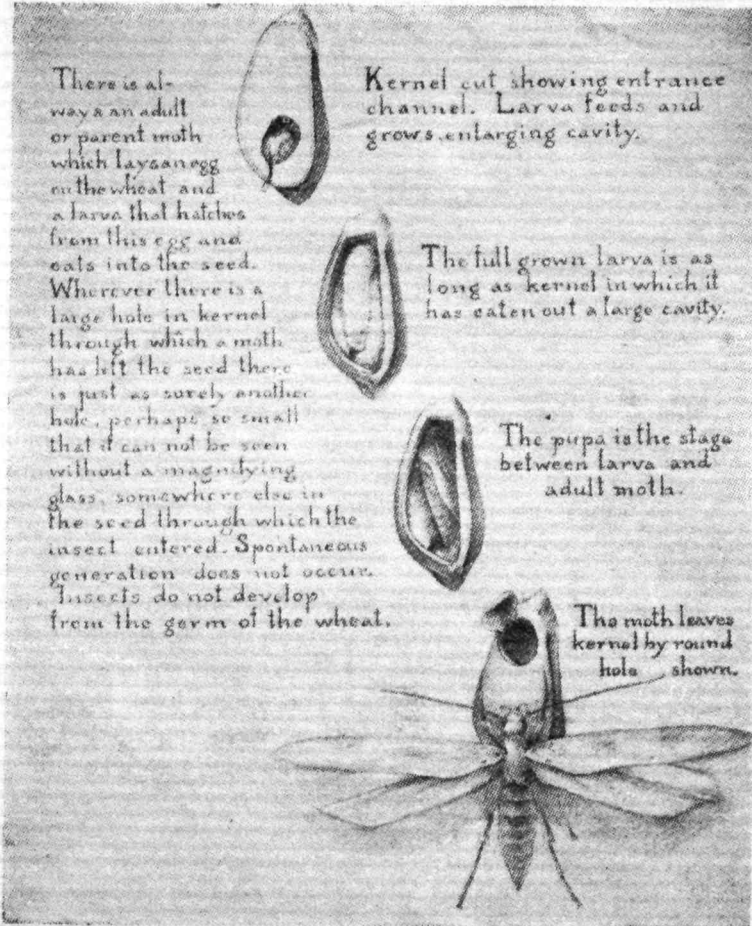 There is al-
ways an adult
or parent moth
which lays an egg
on the wheat and
a larva that hatches
from this egg and
eats into the seed.
Wherever there is a
large hole in kernel
through which a moth
has left the seed there
is just as surely another
hole, perhaps so small
that it can not be seen
without a magnifying
glass, somewhere else in
the seed through which the
insect entered. Spontaneous
generation does not occur.
Insects do not develop
from the germ of the wheat.
Kernel cut showing entrance
channel. Larva feeds and
grows, enlarging cavity.
The full grown larva is as
long as kernel in which it
has eaten out a large cavity.
The pupa is the stage
between larva and
adult moth.
The moth leaves
kernel by round
hole shown.